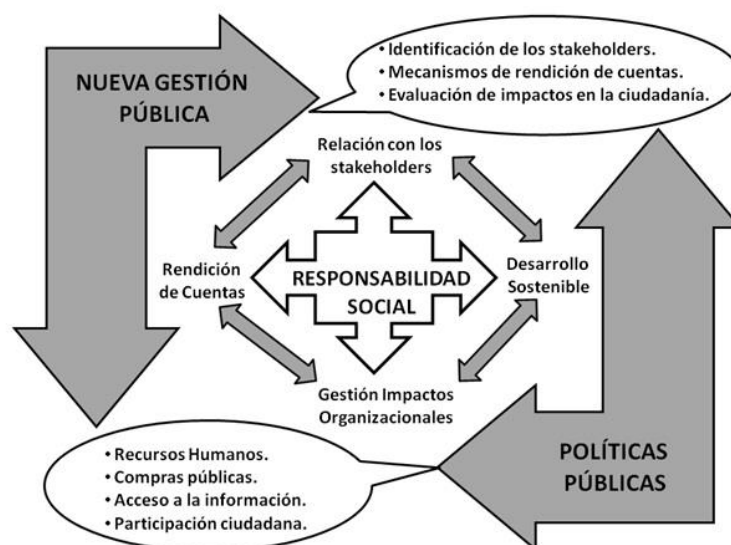 NUEVA GESTIÓN
PÚBLICA
• Identificación de los stakeholders.
• Mecanismos de rendición de cuentas.
• Evaluación de impactos en la ciudadanía.
Relación con los
stakeholders
Rendición
de Cuentas
RESPONSABILIDAD
SOCIAL
Desarrollo
Sostenible
Gestión Impactos
Organizacionales
• Recursos Humanos.
• Compras públicas.
• Acceso a la información.
• Participación ciudadana.
POLÍTICAS
PÚBLICAS